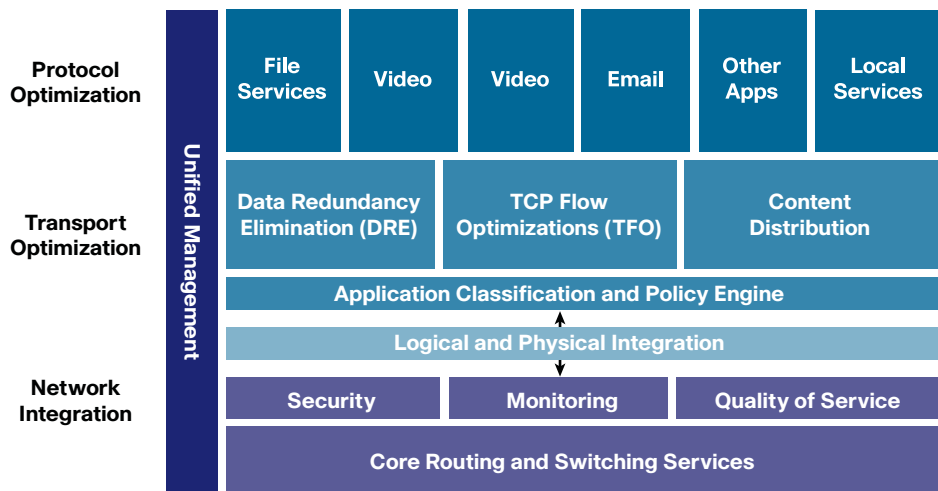 Protocol
Optimization
File
Services
Video
Video
Email
Other
Apps
Local
Services
Unified Management
Transport
Optimization
Data Redundancy
Elimination (DRE)
TCP Flow
Optimizations (TFO)
Content
Distribution
Application Classification and Policy Engine
Logical and Physical Integration
Network
Integration
Security
Monitoring
Quality of Service
Core Routing and Switching Services